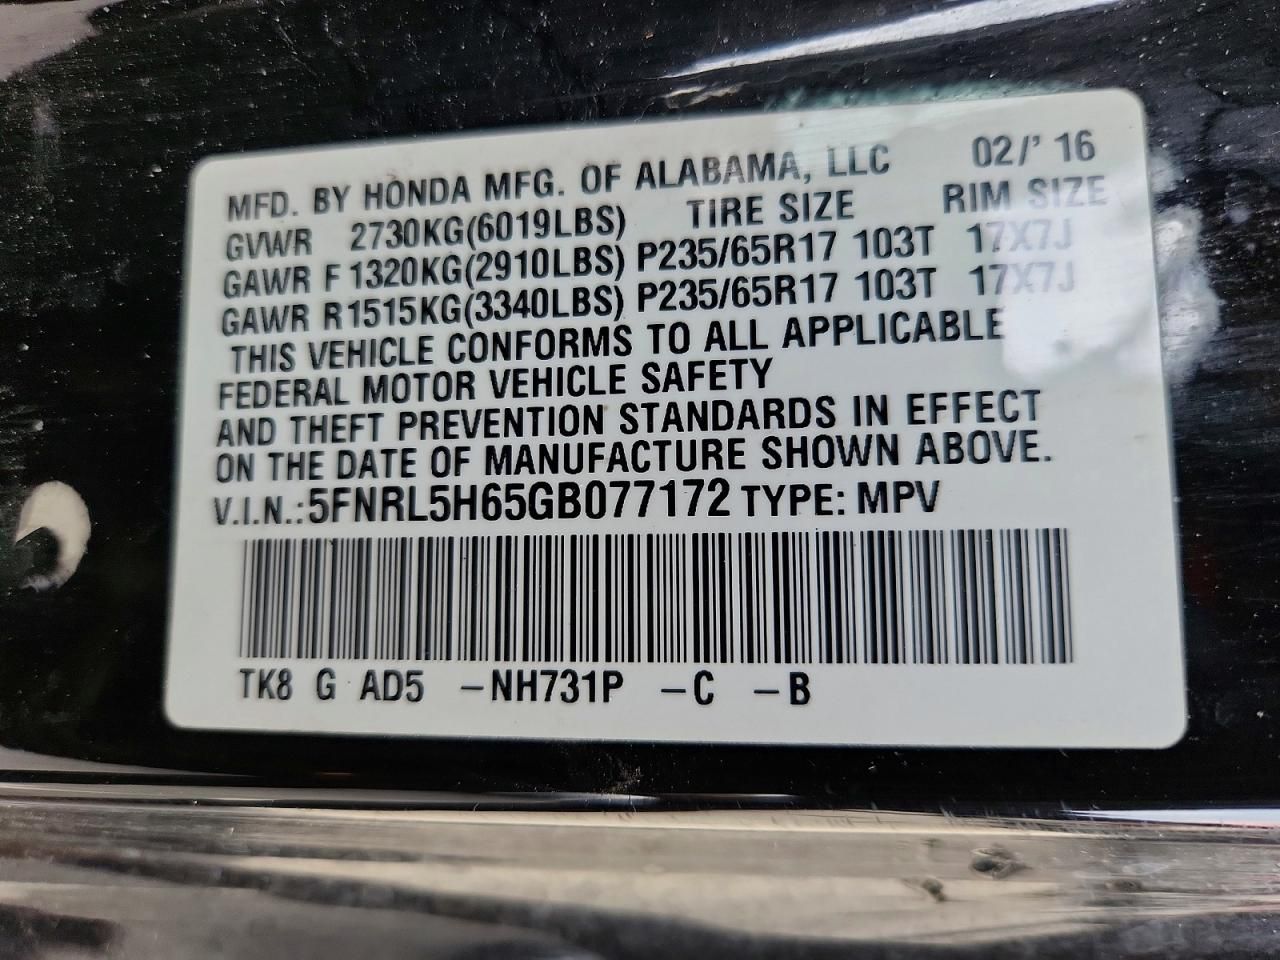 MFD. BY HONDA MFG. OF ALABAMA, LLC 02/' 16
GVWR 2730KG(6019LBS) TIRE SIZE RIM SIZE
GAWR F 1320KG(2910LBS) P235/65R17 103T 17X7J
GAWR R1515KG(3340LBS) P235/65R17 103T 17X7J
THIS VEHICLE CONFORMS TO ALL APPLICABLE
FEDERAL MOTOR VEHICLE SAFETY
AND THEFT PREVENTION STANDARDS IN EFFECT
ON THE DATE OF MANUFACTURE SHOWN ABOVE.
V.I.N.:5FNRL5H65GB077172 TYPE: MPV
TK8 G AD5 -NH731P -C -B